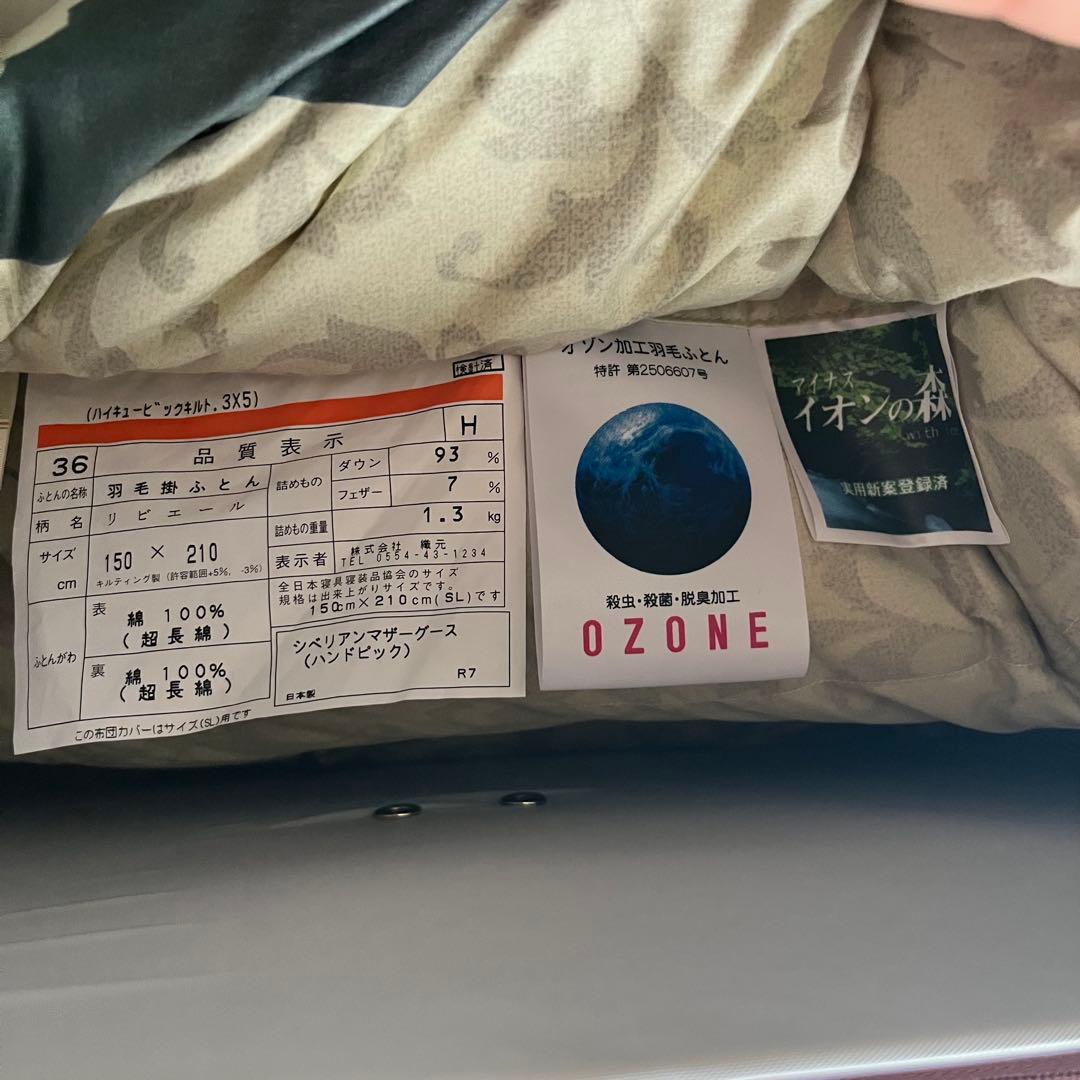 検針済
(ハイキュービックキルト.3X5)
36
品質表示
H
ふとんの名称
羽毛掛ふとん
柄名
リビエール
サイズ
cm
150 × 210
キルティング製(許容範囲+5%, -3%)
ふとんがわ
表
綿 100%
(超長綿)
裏
綿 100%
(超長綿)
詰めもの
ダウン
93 %
フェザー
7 %
詰めもの重量
1.3 kg
表示者
株式会社 織元
TEL 0554-43-1234
全日本寝具寝装品協会のサイズ
規格は出来上がりサイズです。
150cm×210cm(SL)です
シベリアンマザーグース
(ハンドピック)
R7
日本製
この布団カバーはサイズ(SL)用です
オゾン加工羽毛ふとん
特許 第2506607号
殺虫・殺菌・脱臭加工
OZONE
マイナス
イオンの森
with
実用新案登録済